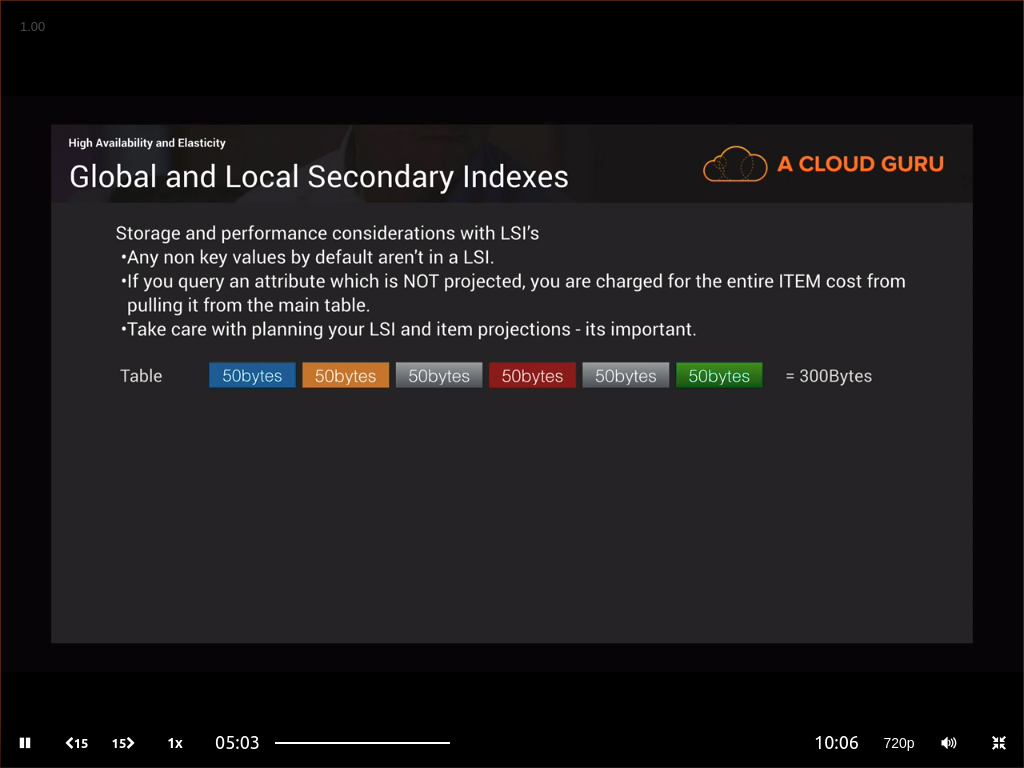 1.00
High Availability and Elasticity
Global and Local Secondary Indexes
A CLOUD GURU
Storage and performance considerations with LSI's
•Any non key values by default aren't in a LSI.
•If you query an attribute which is NOT projected, you are charged for the entire ITEM cost from
pulling it from the main table.
•Take care with planning your LSI and item projections - its important.
Table 50bytes 50bytes 50bytes 50bytes 50bytes 50bytes = 300Bytes
15 15 1x 05:03 10:06 720p